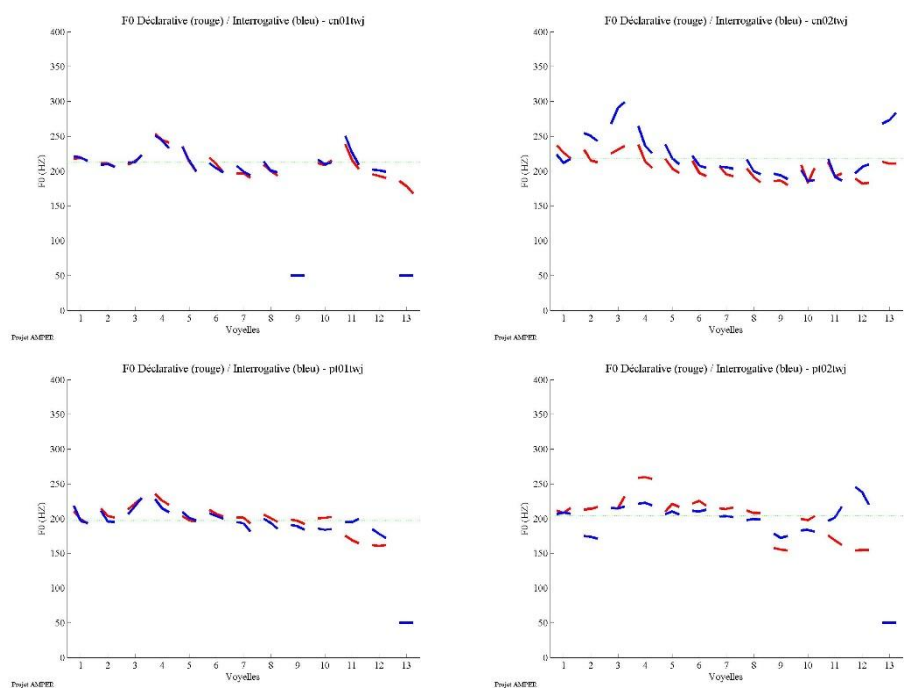 F0 Déclarative (rouge) / Interrogative (bleu) - cn01twj
400
350
300
250
200
150
100
50
0
F0 (HZ)
1 2 3 4 5 6 7 8 9 10 11 12 13
Voyelles
Projet AMPER
F0 Déclarative (rouge) / Interrogative (bleu) - cn02twj
400
350
300
250
200
150
100
50
0
F0 (HZ)
1 2 3 4 5 6 7 8 9 10 11 12 13
Voyelles
Projet AMPER
F0 Déclarative (rouge) / Interrogative (bleu) - pt01twj
400
350
300
250
200
150
100
50
0
F0 (HZ)
1 2 3 4 5 6 7 8 9 10 11 12 13
Voyelles
Projet AMPER
F0 Déclarative (rouge) / Interrogative (bleu) - pt02twj
400
350
300
250
200
150
100
50
0
F0 (HZ)
1 2 3 4 5 6 7 8 9 10 11 12 13
Voyelles
Projet AMPER